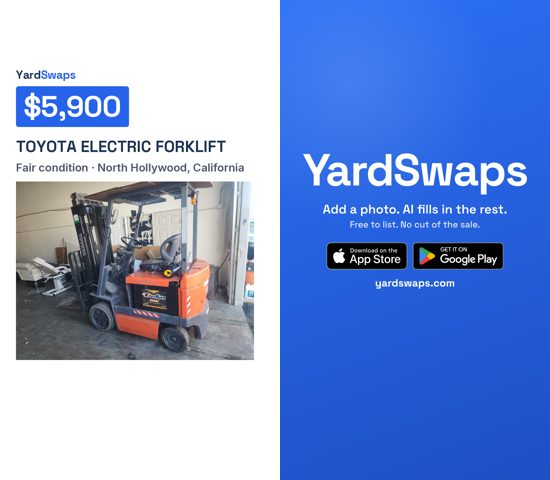 YardSwaps
$5,900
TOYOTA ELECTRIC FORKLIFT
Fair condition · North Hollywood, California
YardSwaps
Add a photo. AI fills in the rest.
Free to list. No cut of the sale.
Download on the
App Store
GET IT ON
Google Play
yardswaps.com